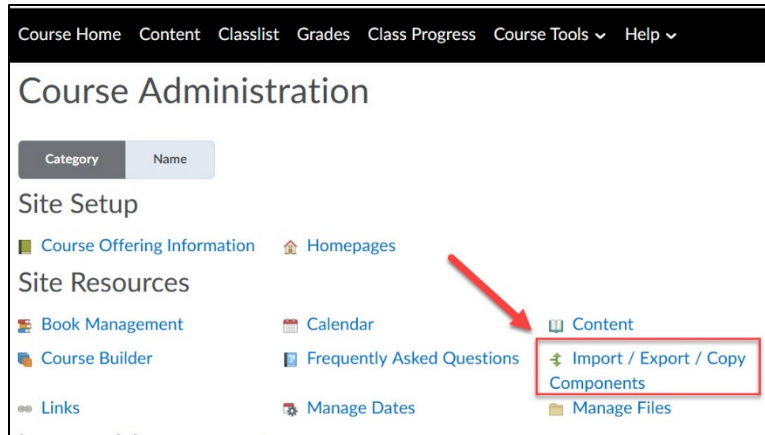 Course Home Content Classlist Grades Class Progress Course Tools Help
Course Administration
Category Name
Site Setup
Course Offering Information Homepages
Site Resources
Book Management Calendar Content
Course Builder Frequently Asked Questions Import / Export / Copy
Components
Links Manage Dates Manage Files